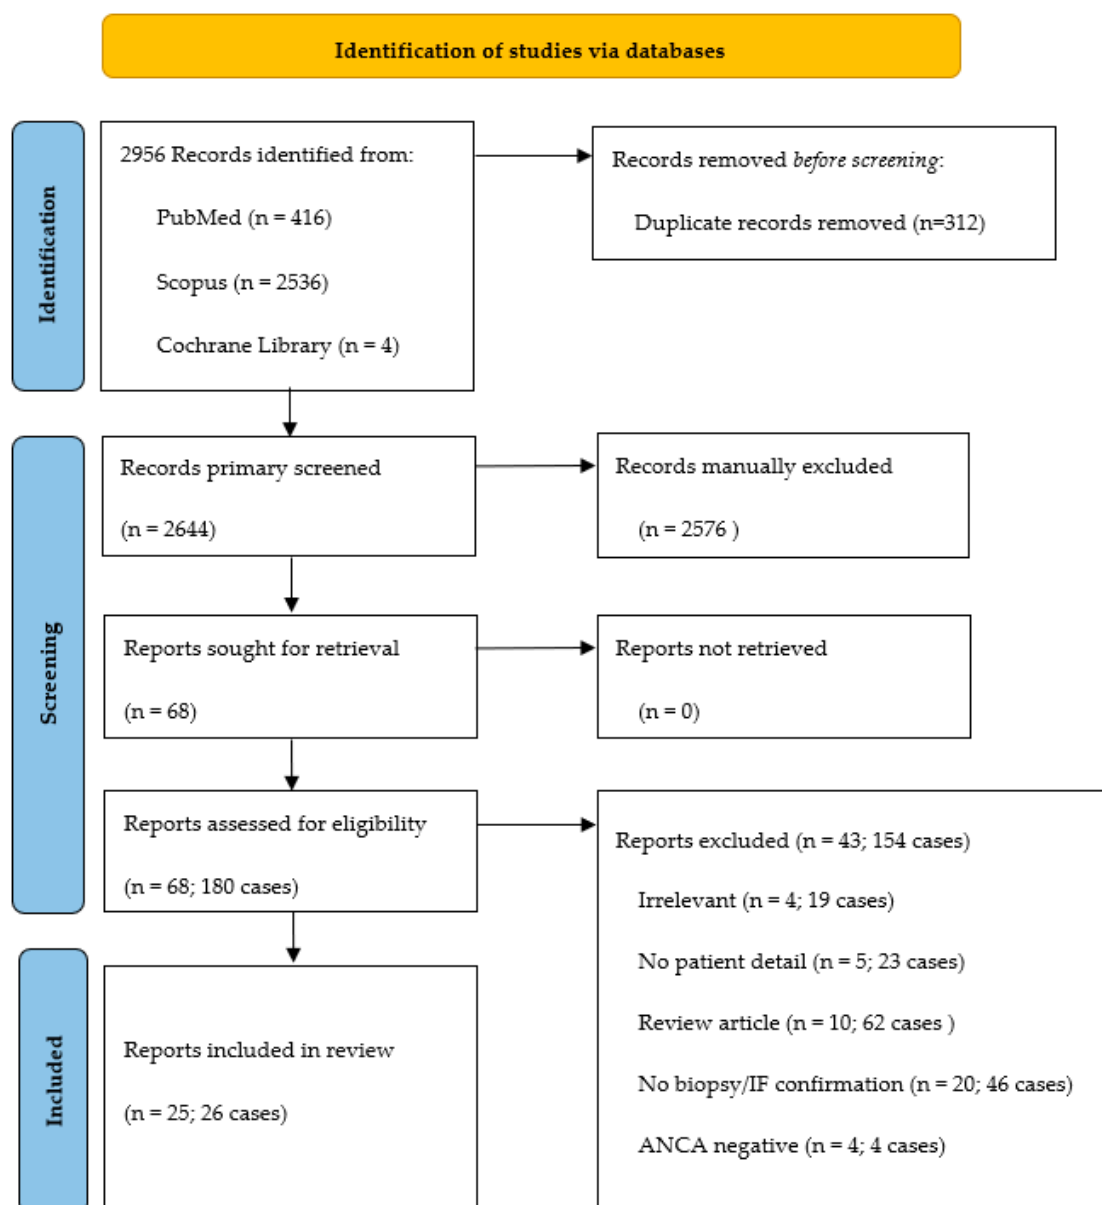 Identification of studies via databases
Identification
2956 Records identified from:
PubMed (n = 416)
Scopus (n = 2536)
Cochrane Library (n = 4)
Records removed before screening:
Duplicate records removed (n=312)
Screening
Records primary screened
(n = 2644)
Records manually excluded
(n = 2576 )
Reports sought for retrieval
(n = 68)
Reports not retrieved
(n = 0)
Reports assessed for eligibility
(n = 68; 180 cases)
Reports excluded (n = 43; 154 cases)
Irrelevant (n = 4; 19 cases)
No patient detail (n = 5; 23 cases)
Review article (n = 10; 62 cases )
No biopsy/IF confirmation (n = 20; 46 cases)
ANCA negative (n = 4; 4 cases)
Included
Reports included in review
(n = 25; 26 cases)